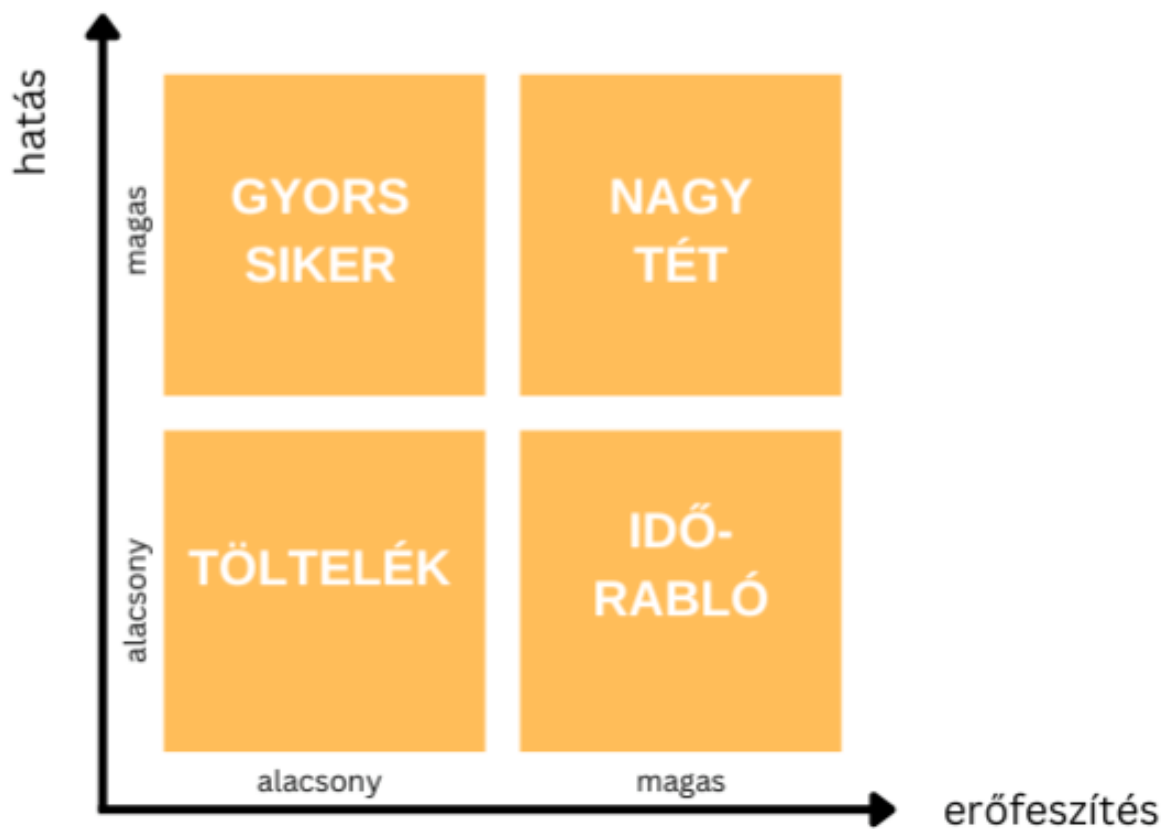 hatás
magas
GYORS
SIKER
NAGY
TÉT
alacsony
TÖLTELÉK
IDŐ-
RABLÓ
alacsony
magas
erőfeszítés